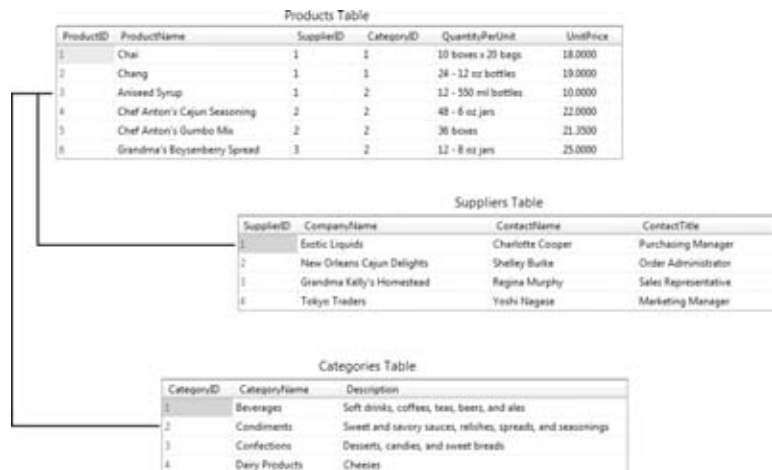 Products Table
ProductID ProductName SupplierID CategoryID QuantityPerUnit UnitPrice
1 Chai 1 1 10 boxes x 20 bags 18.0000
2 Chang 1 1 24 - 12 oz bottles 19.0000
3 Aniseed Syrup 1 2 12 - 550 ml bottles 10.0000
4 Chef Anton's Cajun Seasoning 2 2 48 - 6 oz jars 22.0000
5 Chef Anton's Gumbo Mix 2 2 36 boxes 21.3500
6 Grandma's Boysenberry Spread 3 2 12 - 8 oz jars 25.0000
Suppliers Table
SupplierID CompanyName ContactName ContactTitle
1 Exotic Liquids Charlotte Cooper Purchasing Manager
2 New Orleans Cajun Delights Shelley Burke Order Administrator
3 Grandma Kelly's Homestead Regina Murphy Sales Representative
4 Tokyo Traders Yoshi Nagase Marketing Manager
Categories Table
CategoryID CategoryName Description
1 Beverages Soft drinks, coffees, teas, beers, and ales
2 Condiments Sweet and savory sauces, relishes, spreads, and seasonings
3 Confections Desserts, candies, and sweet breads
4 Dairy Products Cheeses